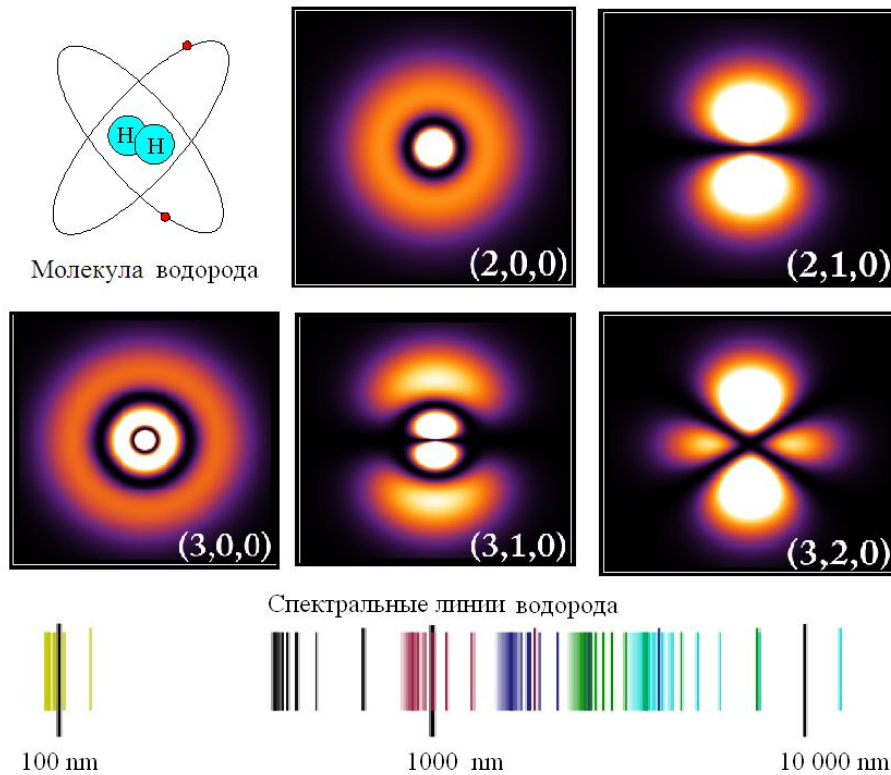 H H
Молекула водорода
(2,0,0)
(2,1,0)
(3,0,0)
(3,1,0)
(3,2,0)
Спектральные линии водорода
100 nm
1000 nm
10 000 nm